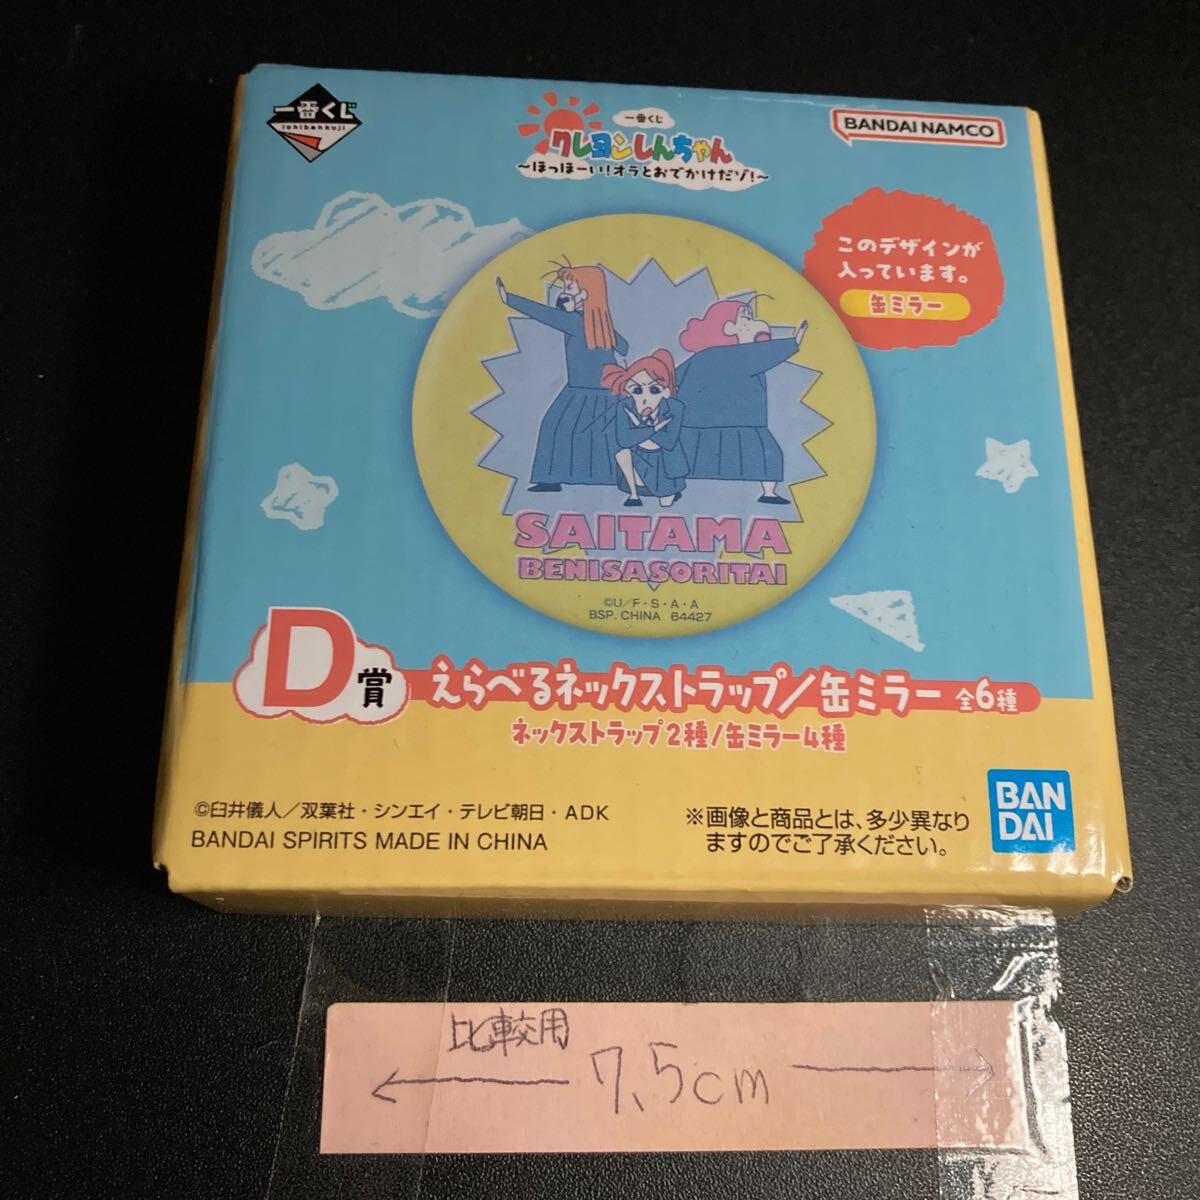 一番くじ
ichibankuji
一番くじ
クレヨンしんちゃん
～ほっほーい!オラとおでかけだゾ!～
BANDAI NAMCO
このデザインが
入っています。
缶ミラー
SAITAMA
BENISASORITAI
©U/F・S・A・A
BSP. CHINA 64427
D賞
えらべるネックストラップ/缶ミラー 全6種
ネックストラップ2種/缶ミラー4種
©臼井儀人/双葉社・シンエイ・テレビ朝日・ADK
BANDAI SPIRITS MADE IN CHINA
※画像と商品とは、多少異なり
ますのでご了承ください。
BAN
DAI
比較用
7.5cm